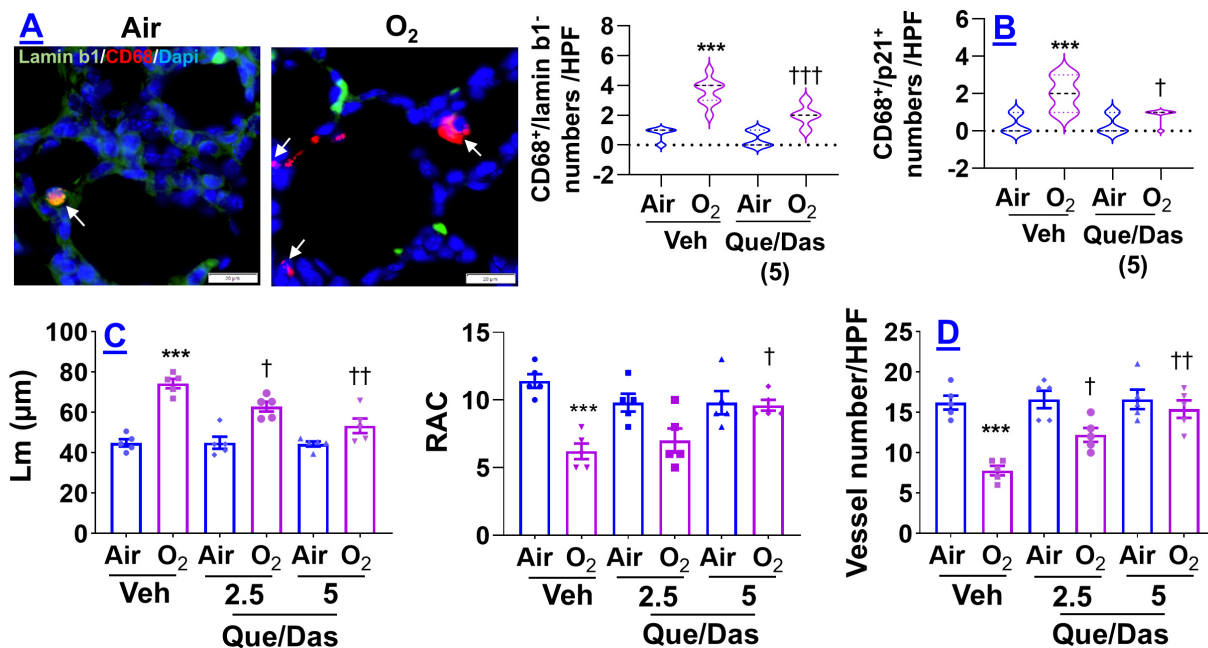 A
Air
O₂
Lamin b1/CD68/Dapi
20 μm
20 μm
CD68⁺/lamin b1⁻
numbers /HPF
8
6
4
2
0
-2
***
†††
Air O₂ Air O₂
Veh Que/Das
(5)
B
CD68⁺/p21⁺
numbers /HPF
6
4
2
0
-2
***
†
Air O₂ Air O₂
Veh Que/Das
(5)
C
Lm (μm)
100
80
60
40
20
0
***
†
††
Air O₂ Air O₂ Air O₂
Veh 2.5 5
Que/Das
RAC
15
10
5
0
***
†
Air O₂ Air O₂ Air O₂
Veh 2.5 5
Que/Das
D
Vessel number/HPF
25
20
15
10
5
0
***
†
††
Air O₂ Air O₂ Air O₂
Veh 2.5 5
Que/Das